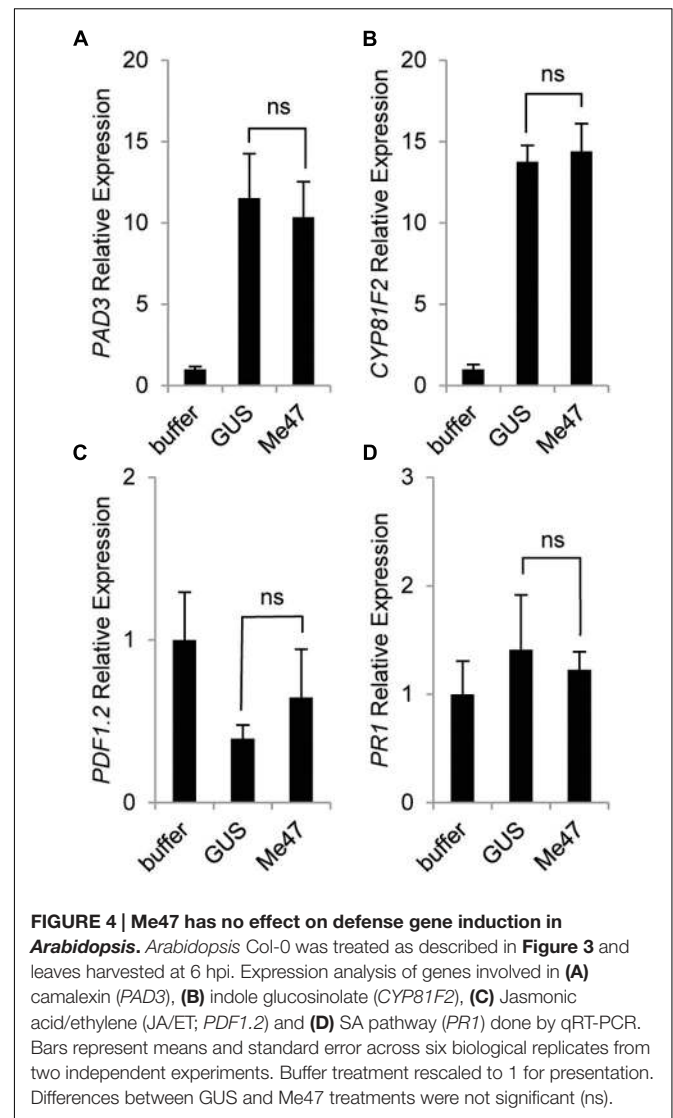 A
B
20
15
10
5
0
PAD3 Relative Expression
ns
buffer
GUS
Me47
20
15
10
5
0
CYP81F2 Relative Expression
ns
buffer
GUS
Me47
C
D
2
1
0
PDF1.2 Relative Expression
ns
buffer
GUS
Me47
3
2
1
0
PR1 Relative Expression
ns
buffer
GUS
Me47
FIGURE 4 | Me47 has no effect on defense gene induction in
Arabidopsis. Arabidopsis Col-0 was treated as described in Figure 3 and
leaves harvested at 6 hpi. Expression analysis of genes involved in (A)
camalexin (PAD3), (B) indole glucosinolate (CYP81F2), (C) Jasmonic
acid/ethylene (JA/ET; PDF1.2) and (D) SA pathway (PR1) done by qRT-PCR.
Bars represent means and standard error across six biological replicates from
two independent experiments. Buffer treatment rescaled to 1 for presentation.
Differences between GUS and Me47 treatments were not significant (ns).